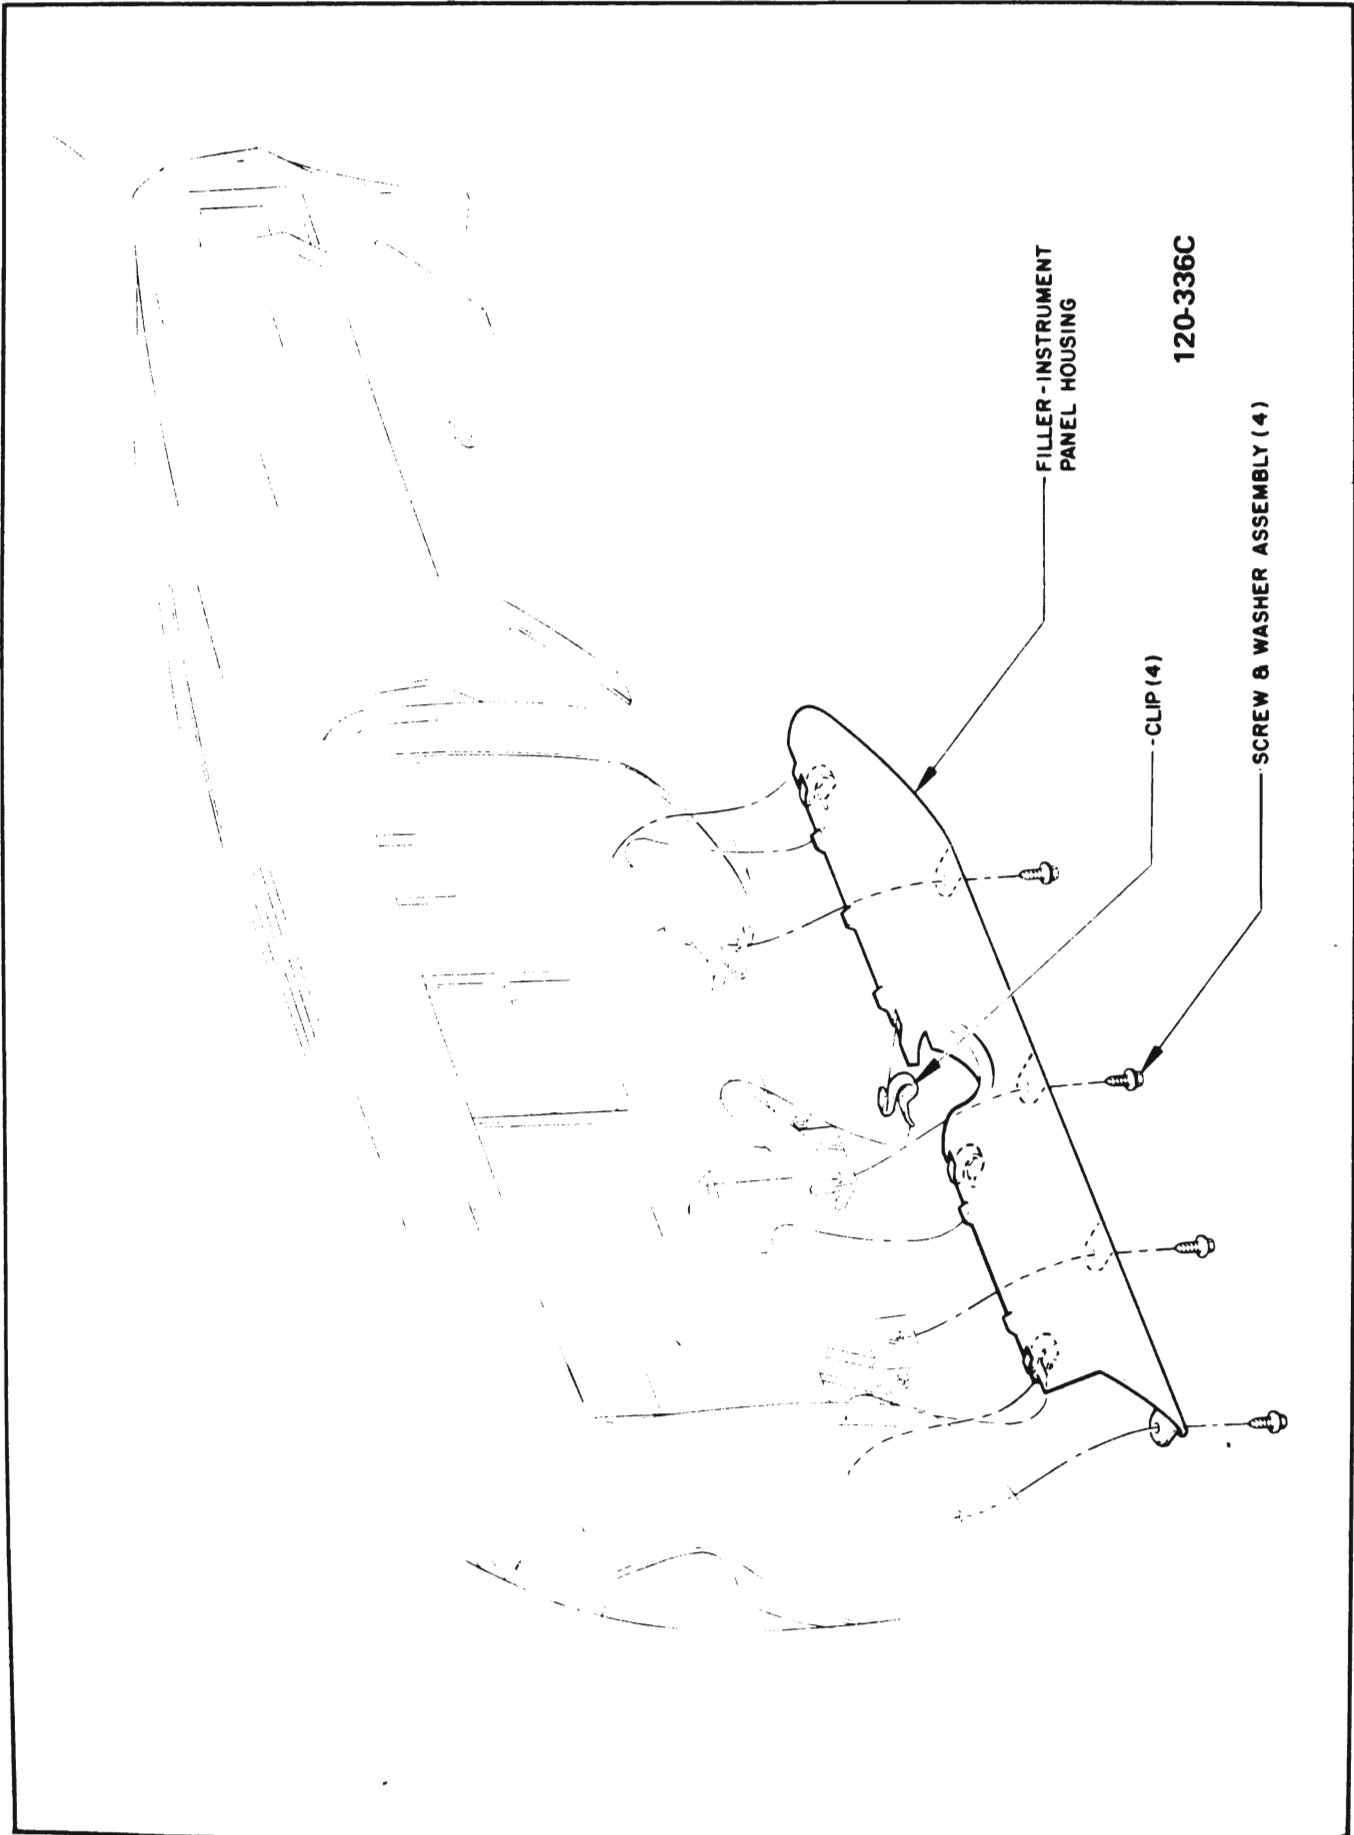 FILLER-INSTRUMENT
PANEL HOUSING
120-336C
-CLIP (4)
SCREW & WASHER ASSEMBLY (4)